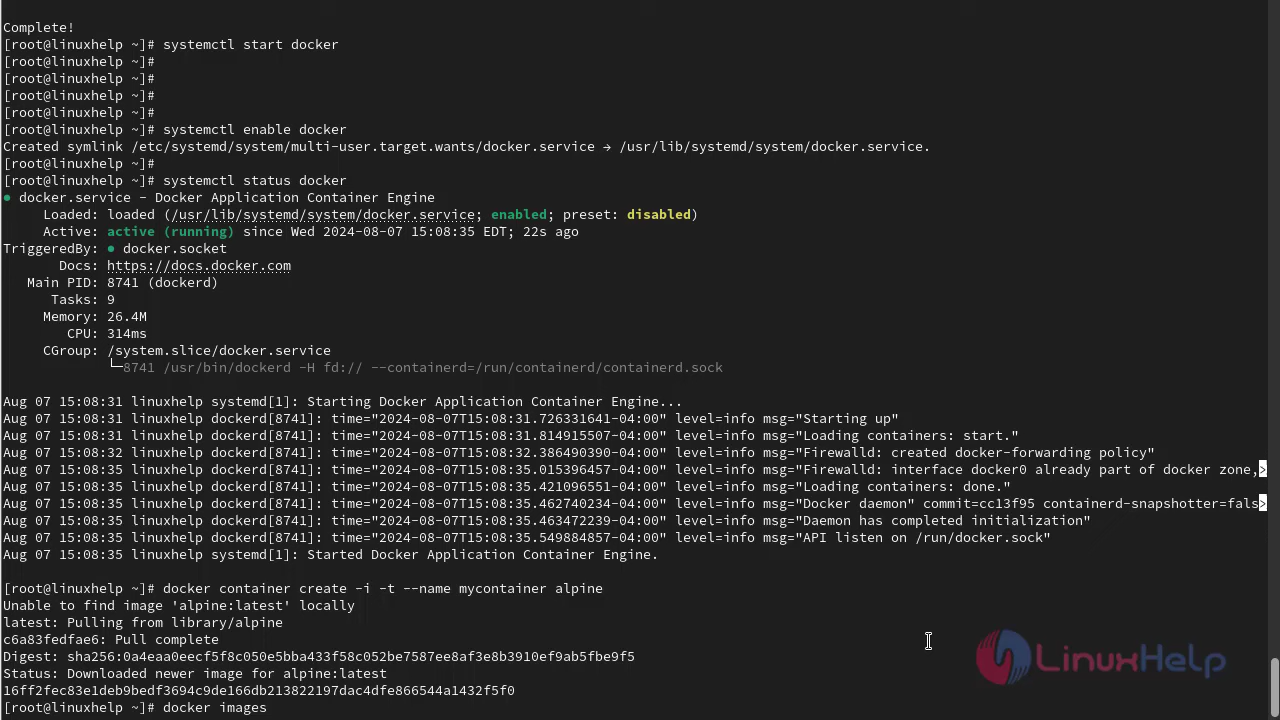 Complete!
[root@linuxhelp ~]# systemctl start docker
[root@linuxhelp ~]#
[root@linuxhelp ~]#
[root@linuxhelp ~]#
[root@linuxhelp ~]#
[root@linuxhelp ~]# systemctl enable docker
Created symlink /etc/systemd/system/multi-user.target.wants/docker.service → /usr/lib/systemd/system/docker.service.
[root@linuxhelp ~]#
[root@linuxhelp ~]# systemctl status docker
● docker.service - Docker Application Container Engine
     Loaded: loaded (/usr/lib/systemd/system/docker.service; enabled; preset: disabled)
     Active: active (running) since Wed 2024-08-07 15:08:35 EDT; 22s ago
TriggeredBy: ● docker.socket
       Docs: https://docs.docker.com
   Main PID: 8741 (dockerd)
      Tasks: 9
     Memory: 26.4M
        CPU: 314ms
     CGroup: /system.slice/docker.service
             └─8741 /usr/bin/dockerd -H fd:// --containerd=/run/containerd/containerd.sock
Aug 07 15:08:31 linuxhelp systemd[1]: Starting Docker Application Container Engine...
Aug 07 15:08:31 linuxhelp dockerd[8741]: time="2024-08-07T15:08:31.726331641-04:00" level=info msg="Starting up"
Aug 07 15:08:31 linuxhelp dockerd[8741]: time="2024-08-07T15:08:31.814915507-04:00" level=info msg="Loading containers: start."
Aug 07 15:08:32 linuxhelp dockerd[8741]: time="2024-08-07T15:08:32.386490390-04:00" level=info msg="Firewalld: created docker-forwarding policy"
Aug 07 15:08:35 linuxhelp dockerd[8741]: time="2024-08-07T15:08:35.015396457-04:00" level=info msg="Firewalld: interface docker0 already part of docker zone,>
Aug 07 15:08:35 linuxhelp dockerd[8741]: time="2024-08-07T15:08:35.421096551-04:00" level=info msg="Loading containers: done."
Aug 07 15:08:35 linuxhelp dockerd[8741]: time="2024-08-07T15:08:35.462740234-04:00" level=info msg="Docker daemon" commit=cc13f95 containerd-snapshotter=fals>
Aug 07 15:08:35 linuxhelp dockerd[8741]: time="2024-08-07T15:08:35.463472239-04:00" level=info msg="Daemon has completed initialization"
Aug 07 15:08:35 linuxhelp dockerd[8741]: time="2024-08-07T15:08:35.549884857-04:00" level=info msg="API listen on /run/docker.sock"
Aug 07 15:08:35 linuxhelp systemd[1]: Started Docker Application Container Engine.
[root@linuxhelp ~]# docker container create -i -t --name mycontainer alpine
Unable to find image 'alpine:latest' locally
latest: Pulling from library/alpine
c6a83fedfae6: Pull complete
Digest: sha256:0a4eaa0eecf5f8c050e5bba433f58c052be7587ee8af3e8b3910ef9ab5fbe9f5
Status: Downloaded newer image for alpine:latest
16ff2fec83e1deb9bedf3694c9de166db213822197dac4dfe866544a1432f5f0
[root@linuxhelp ~]# docker images
LinuxHelp